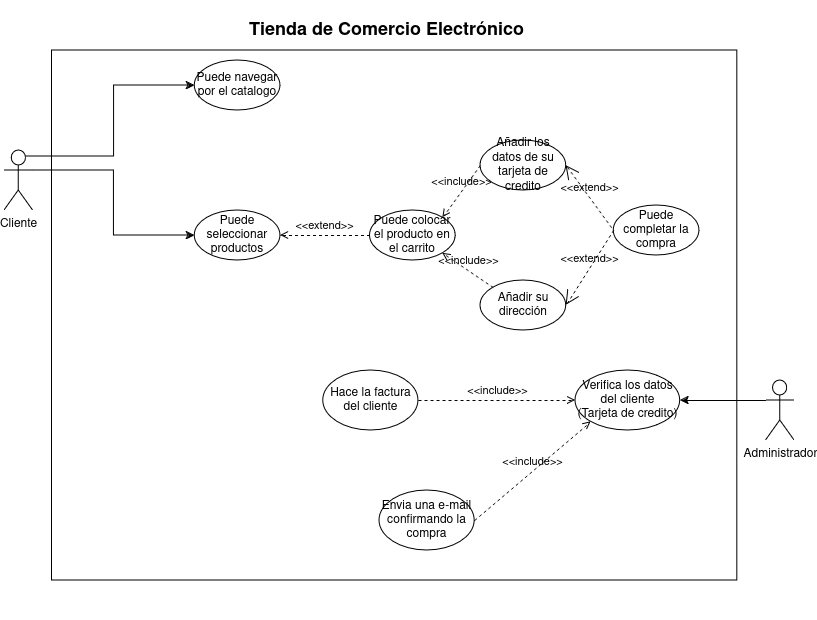 Tienda de Comercio Electrónico
Puede navegar
por el catalogo
Cliente
Puede
seleccionar
productos
<<extend>>
Puede colocar
el producto en
el carrito
<<include>>
<<include>>
Añadir los
datos de su
tarjeta de
credito
Añadir su
dirección
<<extend>>
<<extend>>
Puede
completar la
compra
Hace la factura
del cliente
<<include>>
Verifica los datos
del cliente
(Tarjeta de credito)
Administrador
<<include>>
Envia una e-mail
confirmando la
compra